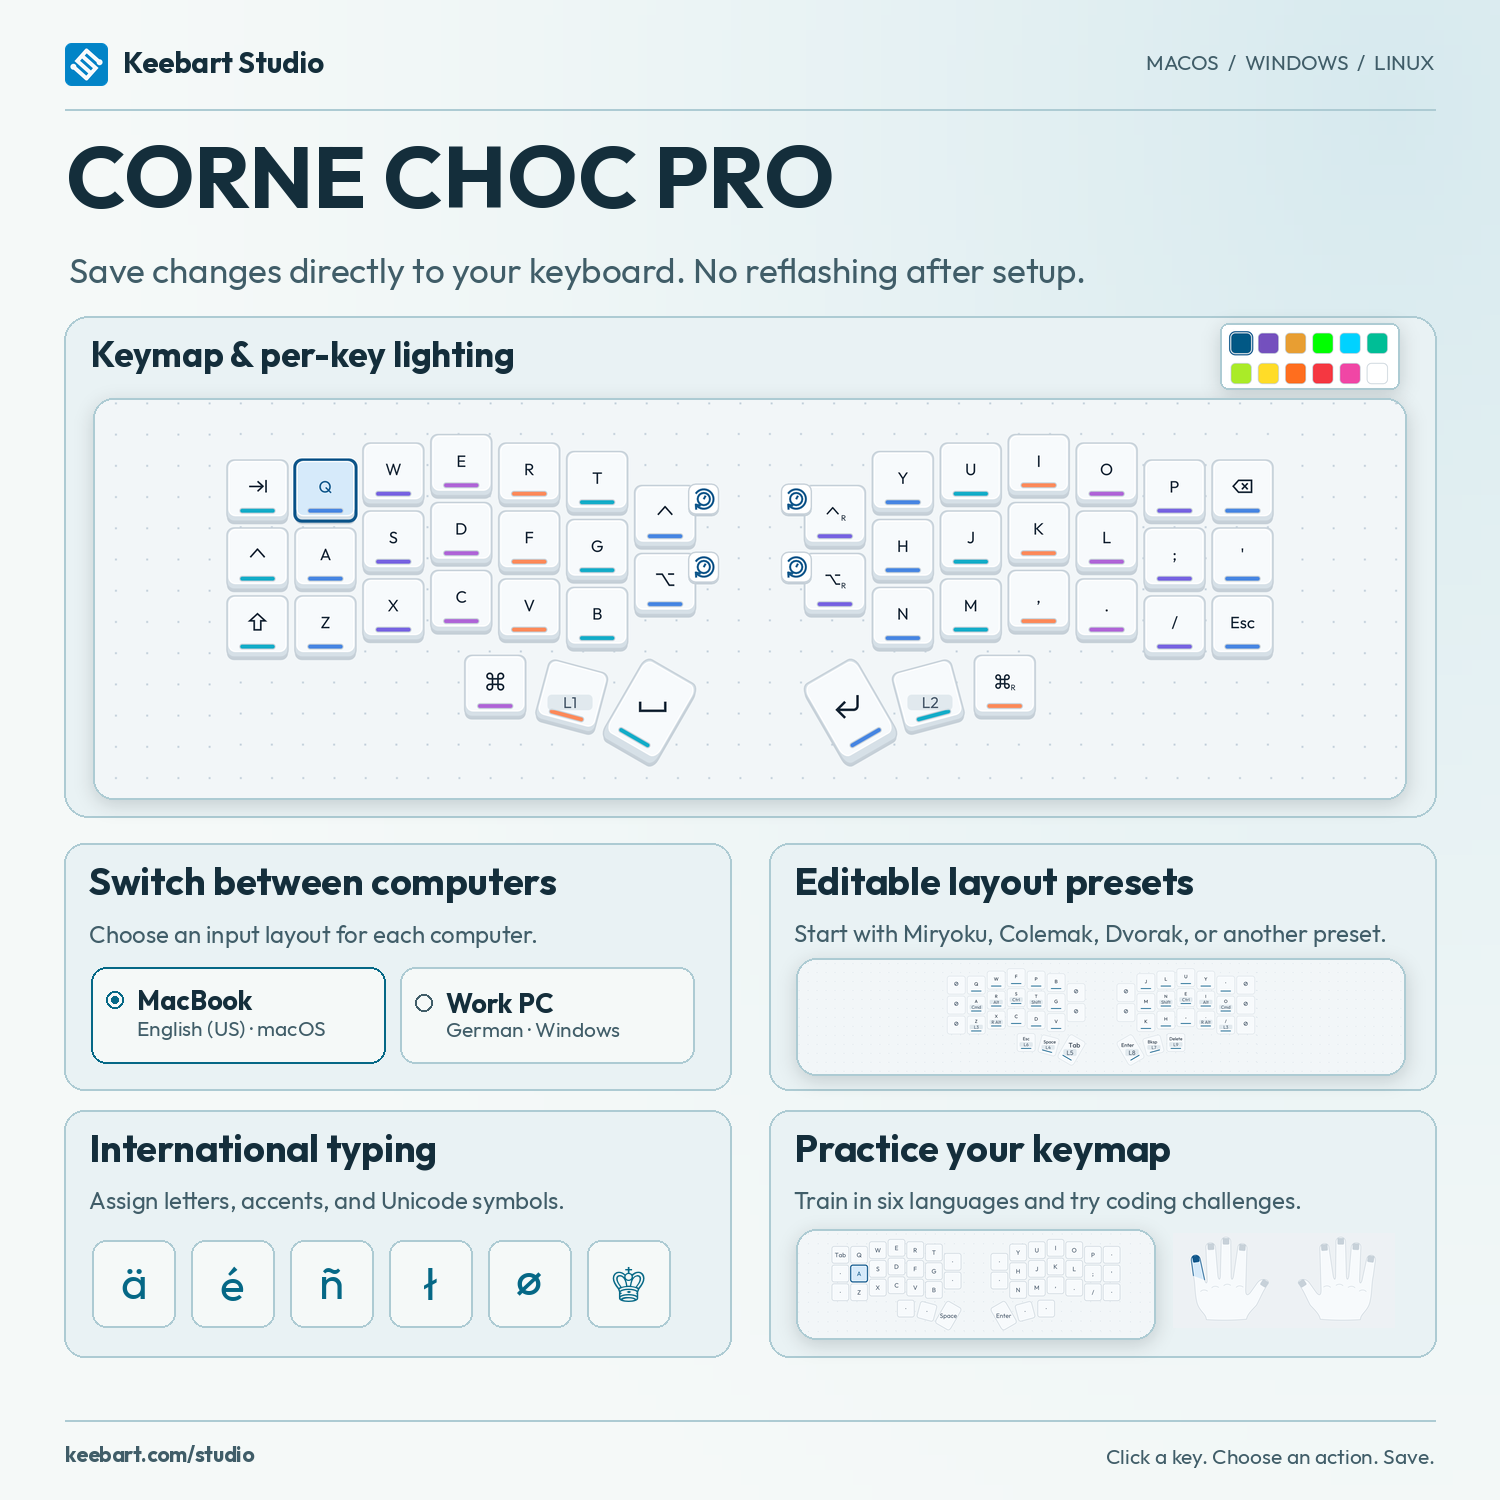 Keebart Studio
MACOS / WINDOWS / LINUX
CORNE CHOC PRO
Save changes directly to your keyboard. No reflashing after setup.
Keymap & per-key lighting
Q W E R T Y U I O P
A S D F G H J K L ; '
Z X C V B N M , . / Esc
⌘ L1 L2 ⌘R
Switch between computers
Choose an input layout for each computer.
MacBook
English (US) · macOS
Work PC
German · Windows
Editable layout presets
Start with Miryoku, Colemak, Dvorak, or another preset.
International typing
Assign letters, accents, and Unicode symbols.
ä é ñ ł ø ♔
Practice your keymap
Train in six languages and try coding challenges.
Tab Q W E R T Y U I O P
A S D F G H J K L ;
Z X C V B N M , . /
Space Enter
keebart.com/studio
Click a key. Choose an action. Save.